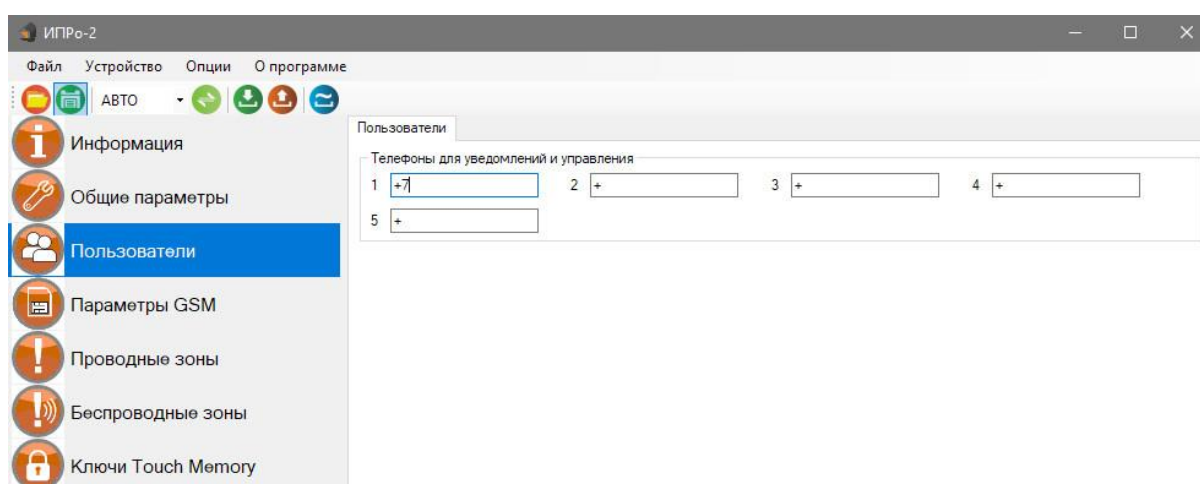 ИПРо-2
Файл Устройство Опции О программе
АВТО
Информация
Общие параметры
Пользователи
Параметры GSM
Проводные зоны
Беспроводные зоны
Ключи Touch Memory
Пользователи
Телефоны для уведомлений и управления
1 +7 2 + 3 + 4 +
5 +